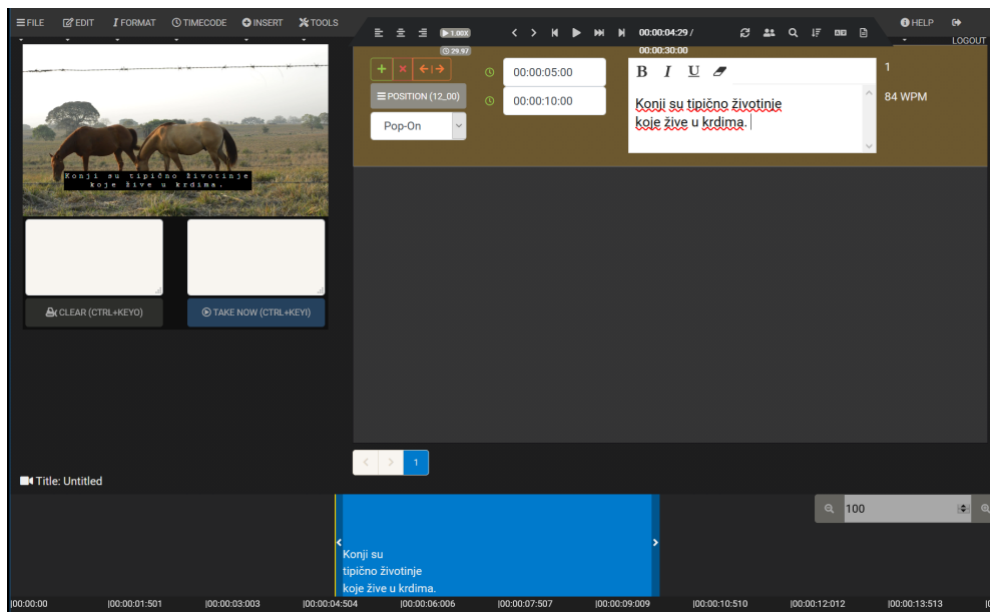 FILE EDIT FORMAT TIMECODE INSERT TOOLS
1.00X 00:00:04:29 / HELP
29.97 00:00:30:00 LOGOUT
00:00:05:00 B I U 1
POSITION (12_00) 00:00:10:00 84 WPM
Pop-On
Konji su tipično životinje
koje žive u krdima.
Konji su tipično životinje
koje žive u krdima.
CLEAR (CTRL+KEYO) TAKE NOW (CTRL+KEYI)
1
Title: Untitled
100
Konji su
tipično životinje
koje žive u krdima.
|00:00:00 |00:00:01:501 |00:00:03:003 |00:00:04:504 |00:00:06:006 |00:00:07:507 |00:00:09:009 |00:00:10:510 |00:00:12:012 |00:00:13:513